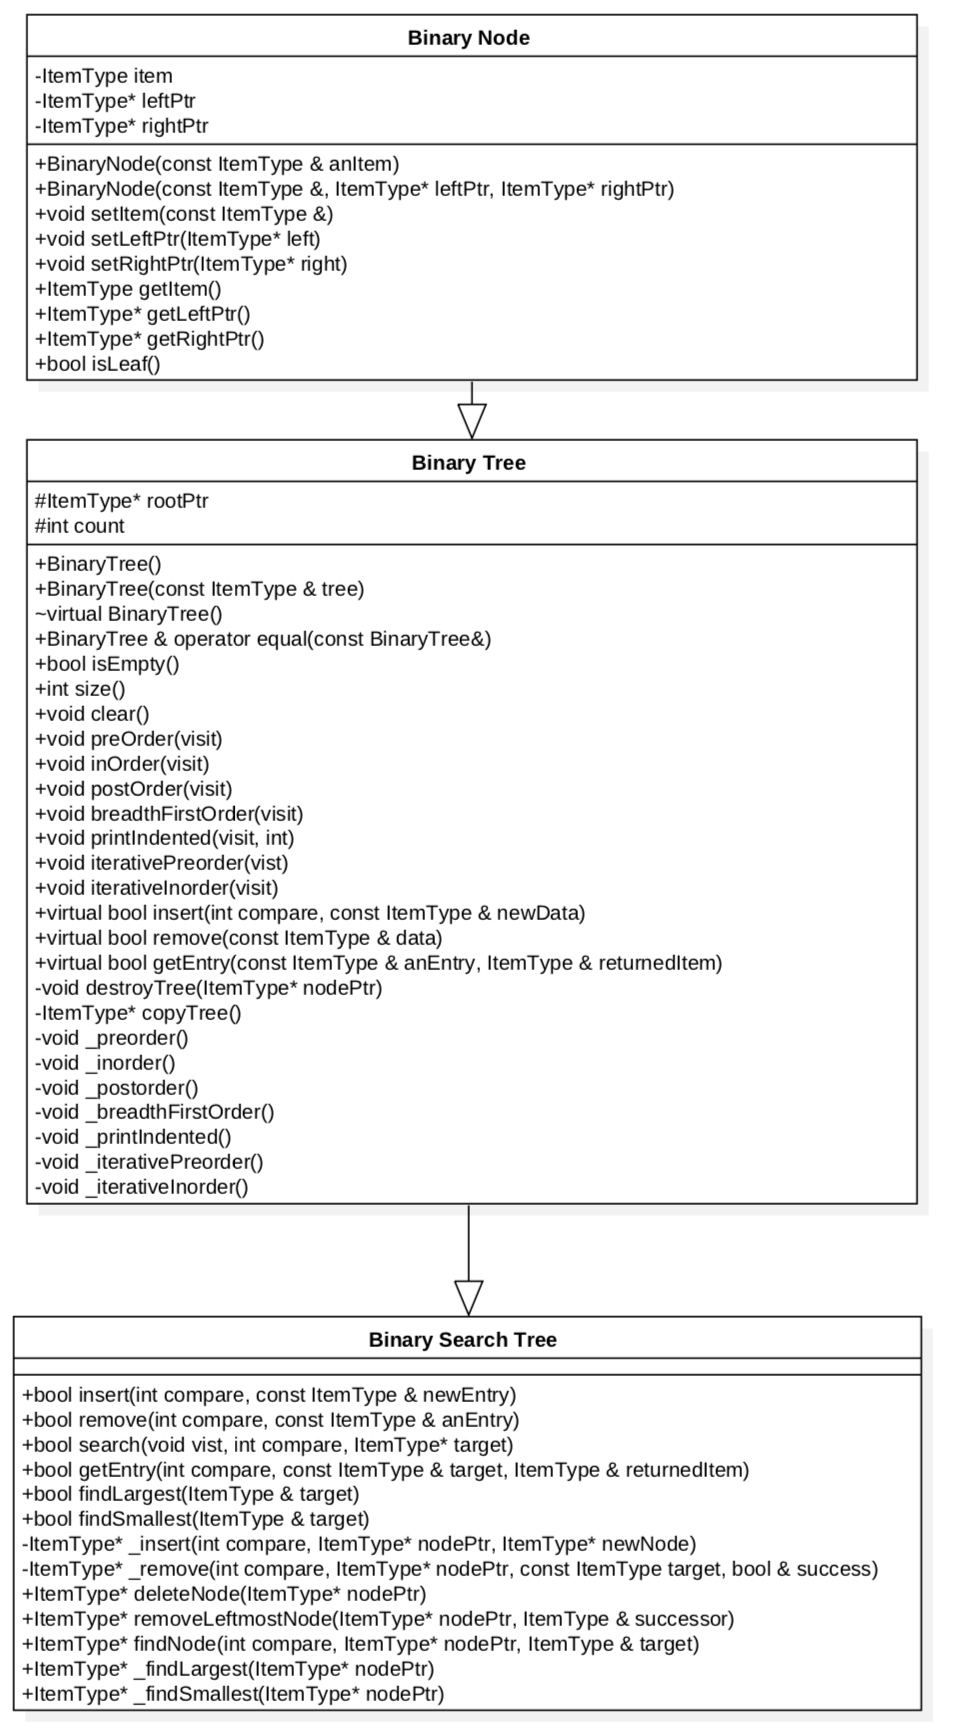 Binary Node
-ItemType item
-ItemType* leftPtr
-ItemType* rightPtr
+BinaryNode(const ItemType & anItem)
+BinaryNode(const ItemType &, ItemType* leftPtr, ItemType* rightPtr)
+void setItem(const ItemType &)
+void setLeftPtr(ItemType* left)
+void setRightPtr(ItemType* right)
+ItemType getItem()
+ItemType* getLeftPtr()
+ItemType* getRightPtr()
+bool isLeaf()
Binary Tree
#ItemType* rootPtr
#int count
+BinaryTree()
+BinaryTree(const ItemType & tree)
~virtual BinaryTree()
+BinaryTree & operator equal(const BinaryTree&)
+bool isEmpty()
+int size()
+void clear()
+void preOrder(visit)
+void inOrder(visit)
+void postOrder(visit)
+void breadthFirstOrder(visit)
+void printIndented(visit, int)
+void iterativePreorder(vist)
+void iterativeInorder(visit)
+virtual bool insert(int compare, const ItemType & newData)
+virtual bool remove(const ItemType & data)
+virtual bool getEntry(const ItemType & anEntry, ItemType & returnedItem)
-void destroyTree(ItemType* nodePtr)
-ItemType* copyTree()
-void _preorder()
-void _inorder()
-void _postorder()
-void _breadthFirstOrder()
-void _printIndented()
-void _iterativePreorder()
-void _iterativeInorder()
Binary Search Tree
+bool insert(int compare, const ItemType & newEntry)
+bool remove(int compare, const ItemType & anEntry)
+bool search(void vist, int compare, ItemType* target)
+bool getEntry(int compare, const ItemType & target, ItemType & returnedItem)
+bool findLargest(ItemType & target)
+bool findSmallest(ItemType & target)
-ItemType* _insert(int compare, ItemType* nodePtr, ItemType* newNode)
-ItemType* _remove(int compare, ItemType* nodePtr, const ItemType target, bool & success)
+ItemType* deleteNode(ItemType* nodePtr)
+ItemType* removeLeftmostNode(ItemType* nodePtr, ItemType & successor)
+ItemType* findNode(int compare, ItemType* nodePtr, ItemType & target)
+ItemType* _findLargest(ItemType* nodePtr)
+ItemType* _findSmallest(ItemType* nodePtr)